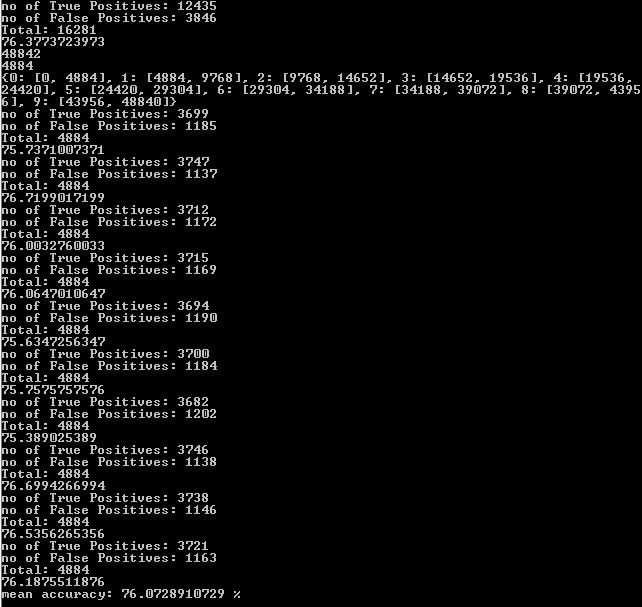 no of True Positives: 12435
no of False Positives: 3846
Total: 16281
76.3773723973
48842
4884
{0: [0, 4884], 1: [4884, 9768], 2: [9768, 14652], 3: [14652, 19536], 4: [19536,
24420], 5: [24420, 29304], 6: [29304, 34188], 7: [34188, 39072], 8: [39072, 4395
6], 9: [43956, 48840]}
no of True Positives: 3699
no of False Positives: 1185
Total: 4884
75.7371007371
no of True Positives: 3747
no of False Positives: 1137
Total: 4884
76.7199017199
no of True Positives: 3712
no of False Positives: 1172
Total: 4884
76.0032760033
no of True Positives: 3715
no of False Positives: 1169
Total: 4884
76.0647010647
no of True Positives: 3694
no of False Positives: 1190
Total: 4884
75.6347256347
no of True Positives: 3700
no of False Positives: 1184
Total: 4884
75.7575757576
no of True Positives: 3682
no of False Positives: 1202
Total: 4884
75.389025389
no of True Positives: 3746
no of False Positives: 1138
Total: 4884
76.6994266994
no of True Positives: 3738
no of False Positives: 1146
Total: 4884
76.5356265356
no of True Positives: 3721
no of False Positives: 1163
Total: 4884
76.1875511876
mean accuracy: 76.0728910729 %